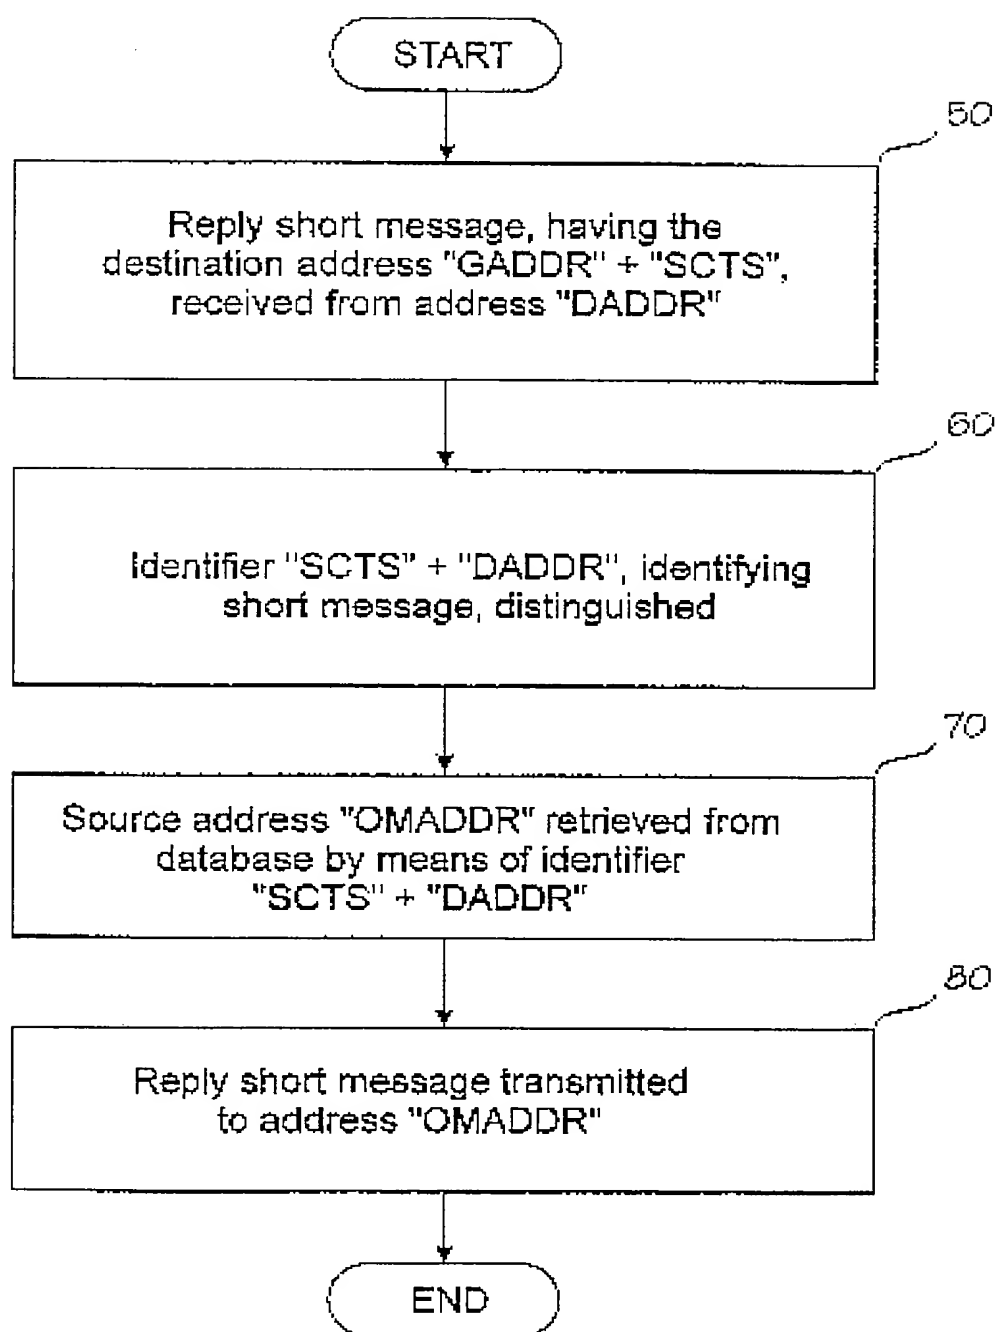 START
50
Reply short message, having the
destination address "GADDR" + "SCTS",
received from address "DADDR"
60
Identifier "SCTS" + "DADDR", identifying
short message, distinguished
70
Source address "OMADDR" retrieved from
database by means of identifier
"SCTS" + "DADDR"
80
Reply short message transmitted
to address "OMADDR"
END